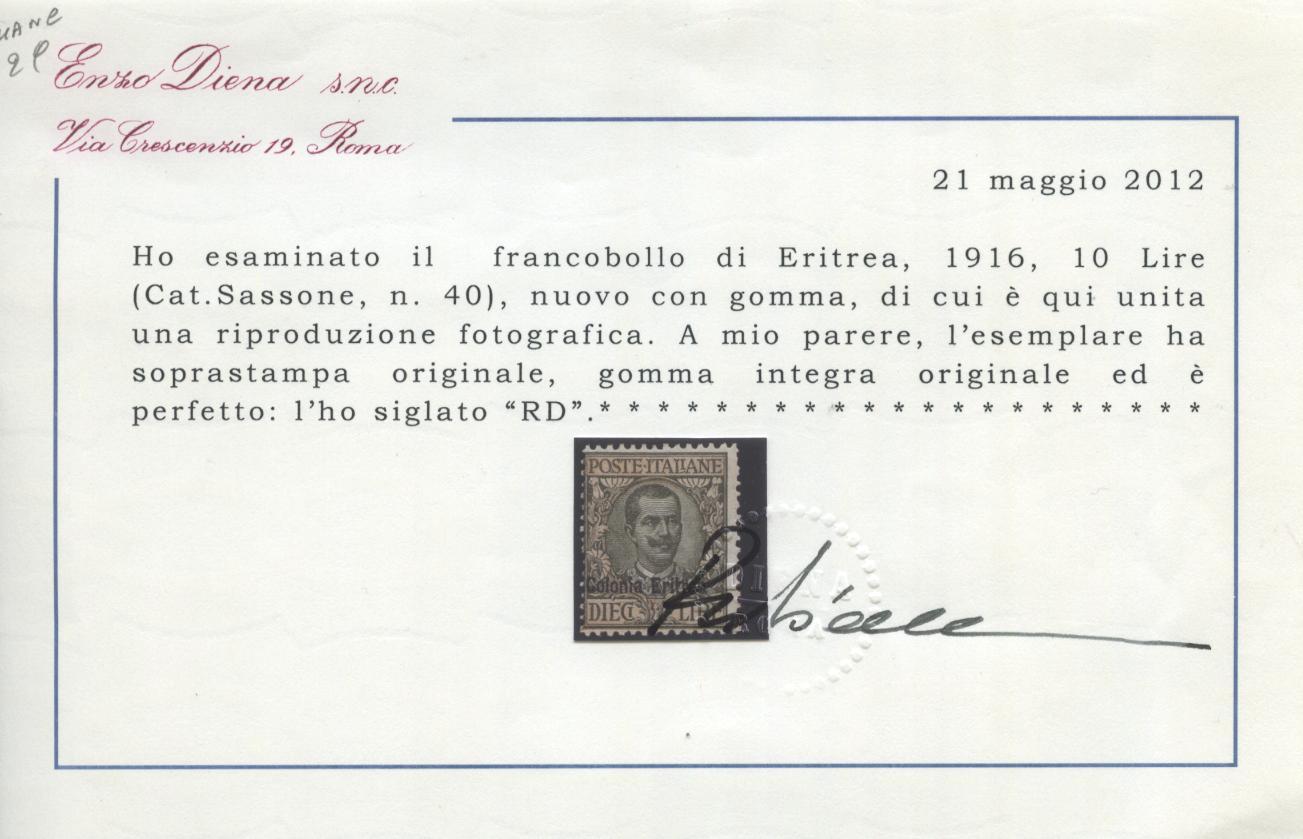 Enzo Diena s.n.c.
Via Crescenzio 19, Roma
21 maggio 2012
Ho esaminato il francobollo di Eritrea, 1916, 10 Lire
(Cat.Sassone, n. 40), nuovo con gomma, di cui è qui unita
una riproduzione fotografica. A mio parere, l'esemplare ha
soprastampa originale, gomma integra originale ed è
perfetto: l'ho siglato “RD”.* * * * * * * * * * * * * * * * * * * * *
POSTE·ITALIANE
Colonia
DIECI LIRE